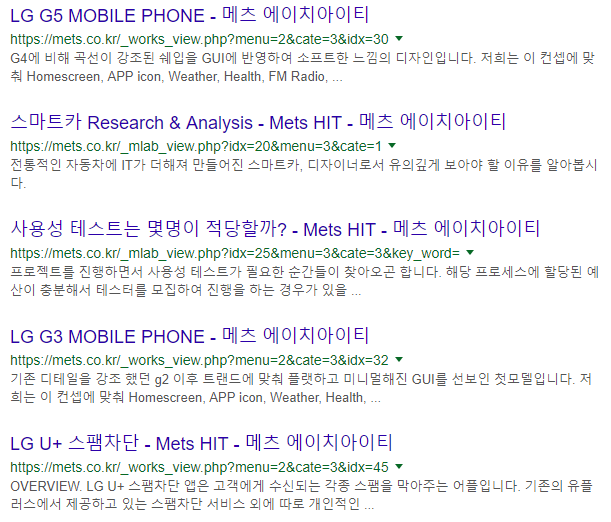 LG G5 MOBILE PHONE - 메츠 에이치아이티
https://mets.co.kr/_works_view.php?menu=2&cate=3&idx=30
G4에 비해 곡선이 강조된 쉐입을 GUI에 반영하여 소프트한 느낌의 디자인입니다. 저희는 이 컨셉에 맞
춰 Homescreen, APP icon, Weather, Health, FM Radio, ...
스마트카 Research & Analysis - Mets HIT - 메츠 에이치아이티
https://mets.co.kr/_mlab_view.php?idx=20&menu=3&cate=1
전통적인 자동차에 IT가 더해져 만들어진 스마트카, 디자이너로서 유의깊게 보아야 할 이유를 알아봅시
다.
사용성 테스트는 몇명이 적당할까? - Mets HIT - 메츠 에이치아이티
https://mets.co.kr/_mlab_view.php?idx=25&menu=3&cate=3&key_word=
프로젝트를 진행하면서 사용성 테스트가 필요한 순간들이 찾아오곤 합니다. 해당 프로세스에 할당된 예
산이 충분해서 테스터를 모집하여 진행을 하는 경우가 있을 ...
LG G3 MOBILE PHONE - 메츠 에이치아이티
https://mets.co.kr/_works_view.php?menu=2&cate=3&idx=32
기존 디테일을 강조 했던 g2 이후 트랜드에 맞춰 플랫하고 미니멀해진 GUI를 선보인 첫모델입니다. 저
희는 이 컨셉에 맞춰 Homescreen, APP icon, Weather, Health, ...
LG U+ 스팸차단 - Mets HIT - 메츠 에이치아이티
https://mets.co.kr/_works_view.php?menu=2&cate=3&idx=45
OVERVIEW. LG U+ 스팸차단 앱은 고객에게 수신되는 각종 스팸을 막아주는 어플입니다. 기존의 유플
러스에서 제공하고 있는 스팸차단 서비스 외에 따로 개인적인 ...